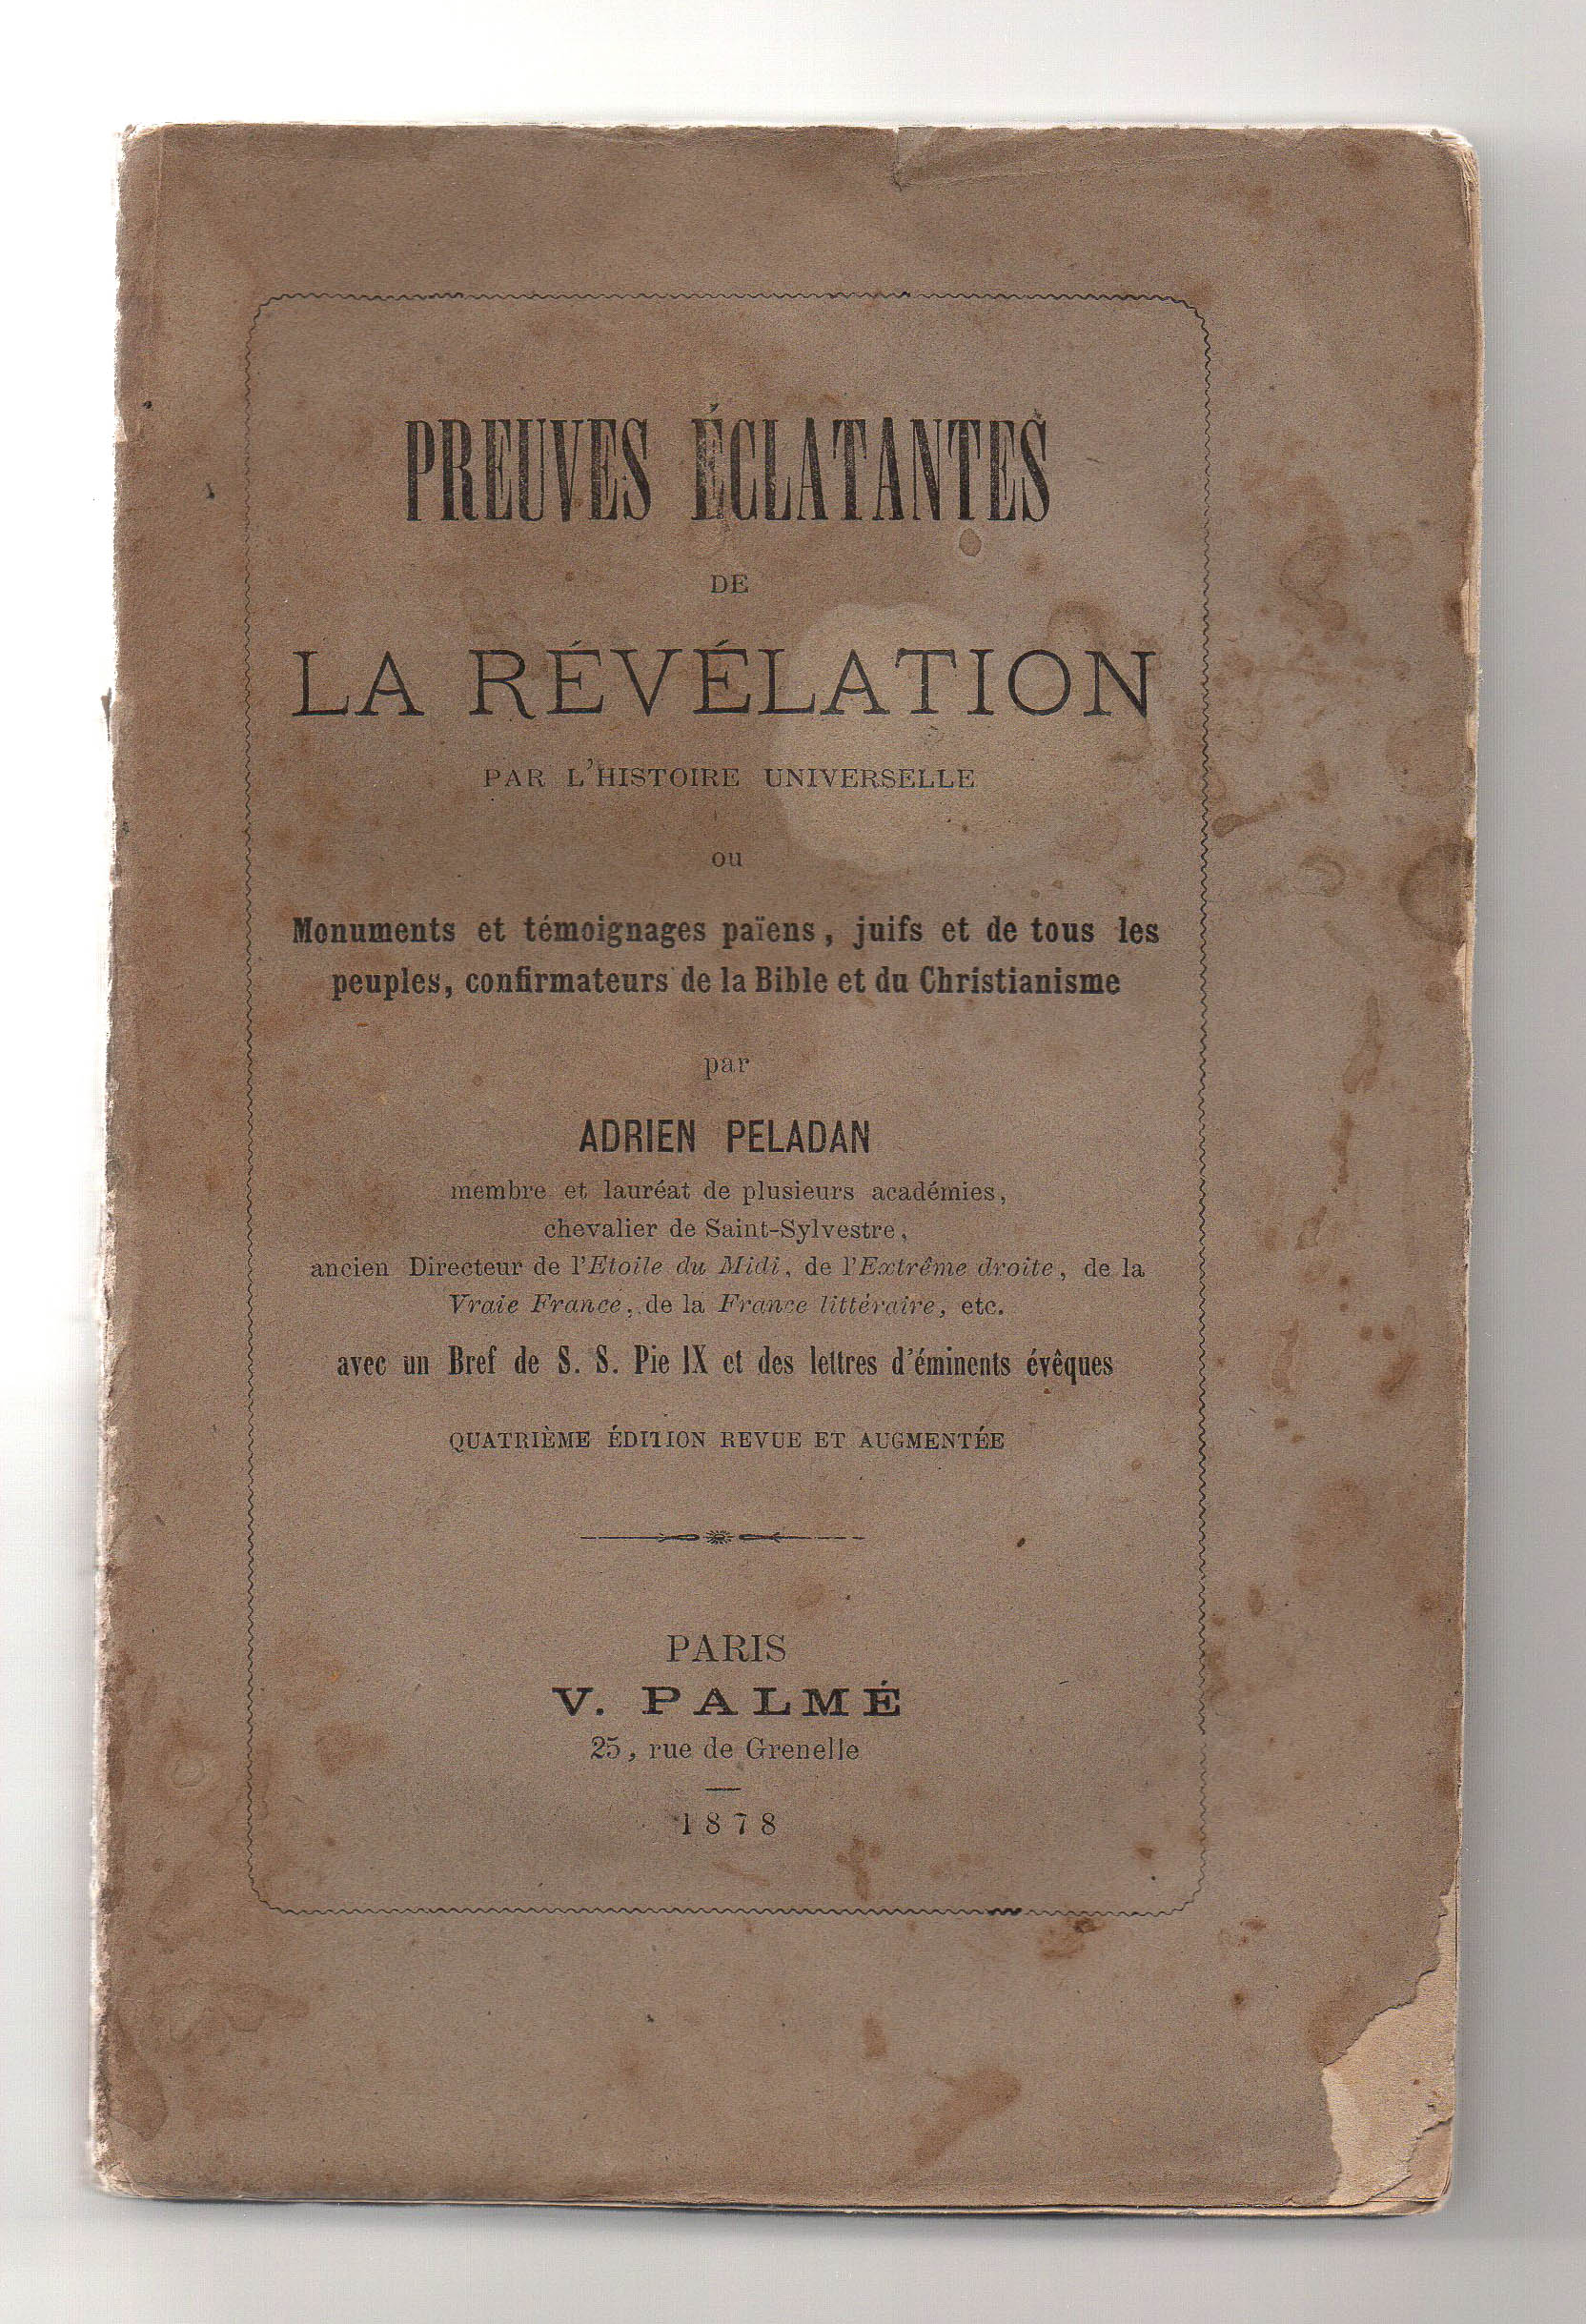 PREUVES ÉCLATANTES
DE
LA RÉVÉLATION
PAR L'HISTOIRE UNIVERSELLE
ou
Monuments et témoignages païens, juifs et de tous les
peuples, confirmateurs de la Bible et du Christianisme
par
ADRIEN PELADAN
membre et lauréat de plusieurs académies,
chevalier de Saint-Sylvestre,
ancien Directeur de l'Etoile du Midi, de l'Extrême droite, de la
Vraie France, de la France littéraire, etc.
avec un Bref de S. S. Pie IX et des lettres d'éminents évêques
QUATRIÈME ÉDITION REVUE ET AUGMENTÉE
PARIS
V. PALMÉ
25, rue de Grenelle
1878